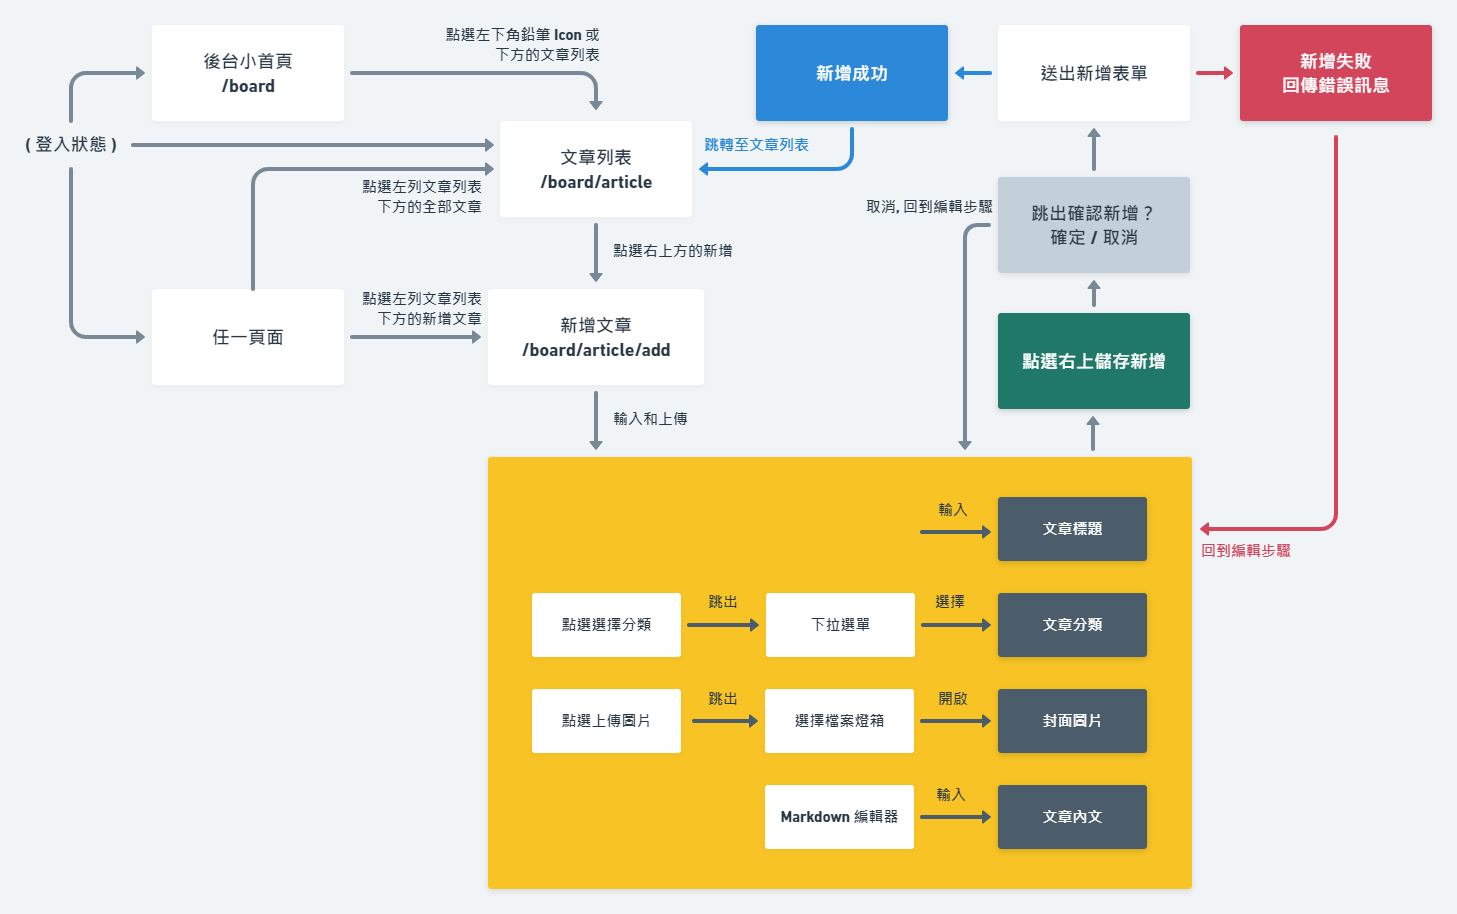 後台小首頁
/board
點選左下角鉛筆 Icon 或
下方的文章列表
新增成功
送出新增表單
新增失敗
回傳錯誤訊息
( 登入狀態 )
文章列表
/board/article
跳轉至文章列表
點選左列文章列表
下方的全部文章
取消, 回到編輯步驟
跳出確認新增？
確定 / 取消
點選右上方的新增
任一頁面
點選左列文章列表
下方的新增文章
新增文章
/board/article/add
點選右上儲存新增
輸入和上傳
輸入
文章標題
回到編輯步驟
點選選擇分類
跳出
下拉選單
選擇
文章分類
點選上傳圖片
跳出
選擇檔案燈箱
開啟
封面圖片
Markdown 編輯器
輸入
文章內文